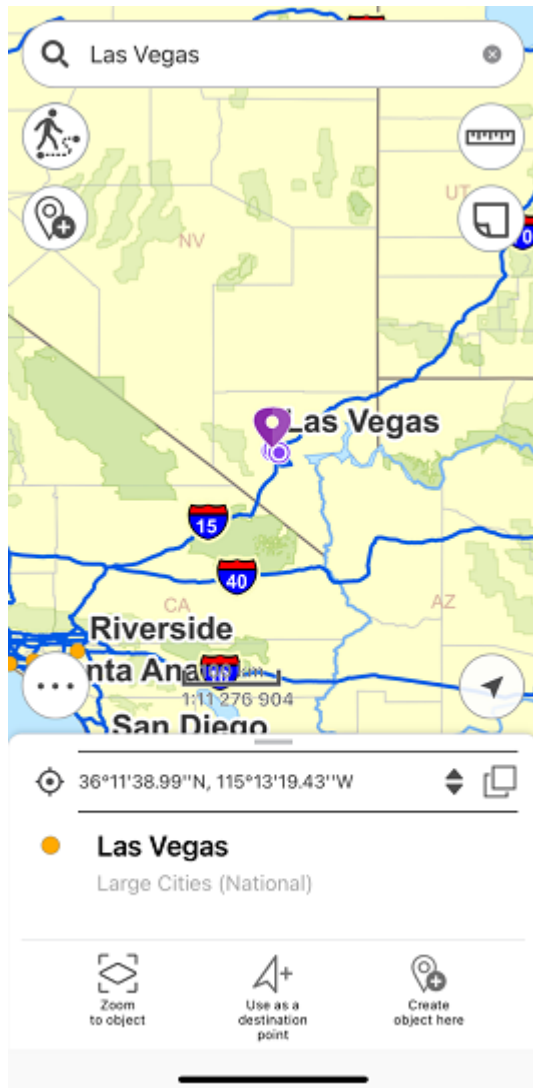 Las Vegas
UT
0
NV
Las Vegas
15
40
CA
AZ
Riverside
nta Ana
1:11 276 904
San Diego
36°11'38.99"N, 115°13'19.43"W
Las Vegas
Large Cities (National)
Zoom
to object
Use as a
destination
point
Create
object here